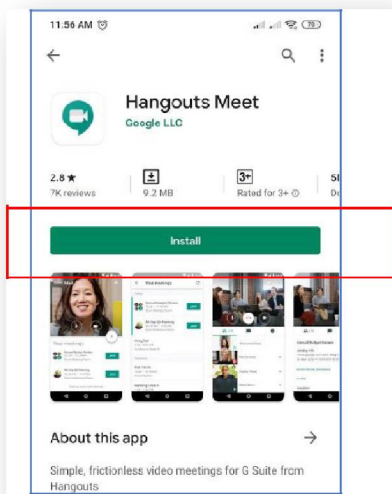 11:56 AM 79
Hangouts Meet
Google LLC
2.8★
7K reviews
9.2 MB
3+
Rated for 3+
Install
About this app
Simple, frictionless video meetings for G Suite from
Hangouts